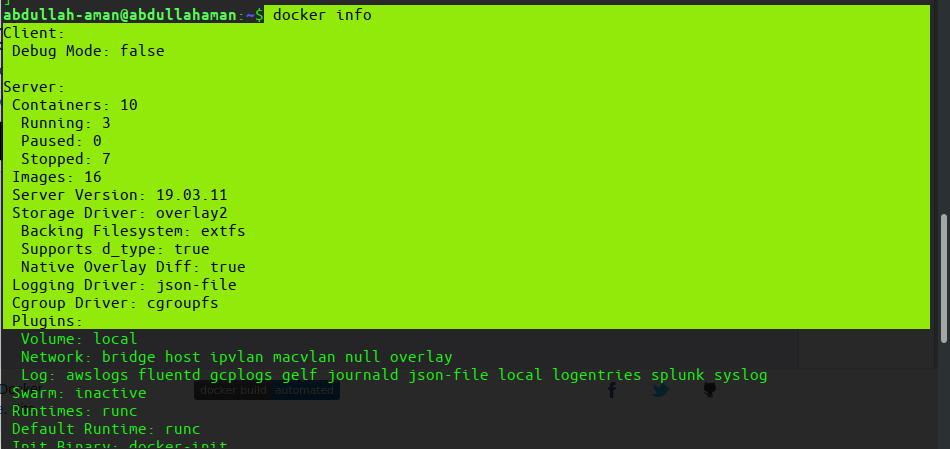 abdullah-aman@abdullahaman:~$ docker info
Client:
 Debug Mode: false

Server:
 Containers: 10
  Running: 3
  Paused: 0
  Stopped: 7
 Images: 16
 Server Version: 19.03.11
 Storage Driver: overlay2
  Backing Filesystem: extfs
  Supports d_type: true
  Native Overlay Diff: true
 Logging Driver: json-file
 Cgroup Driver: cgroupfs
 Plugins:
  Volume: local
  Network: bridge host ipvlan macvlan null overlay
  Log: awslogs fluentd gcplogs gelf journald json-file local logentries splunk syslog
 Swarm: inactive
 docker build automated
 Runtimes: runc
 Default Runtime: runc
 Init Binary: docker-init